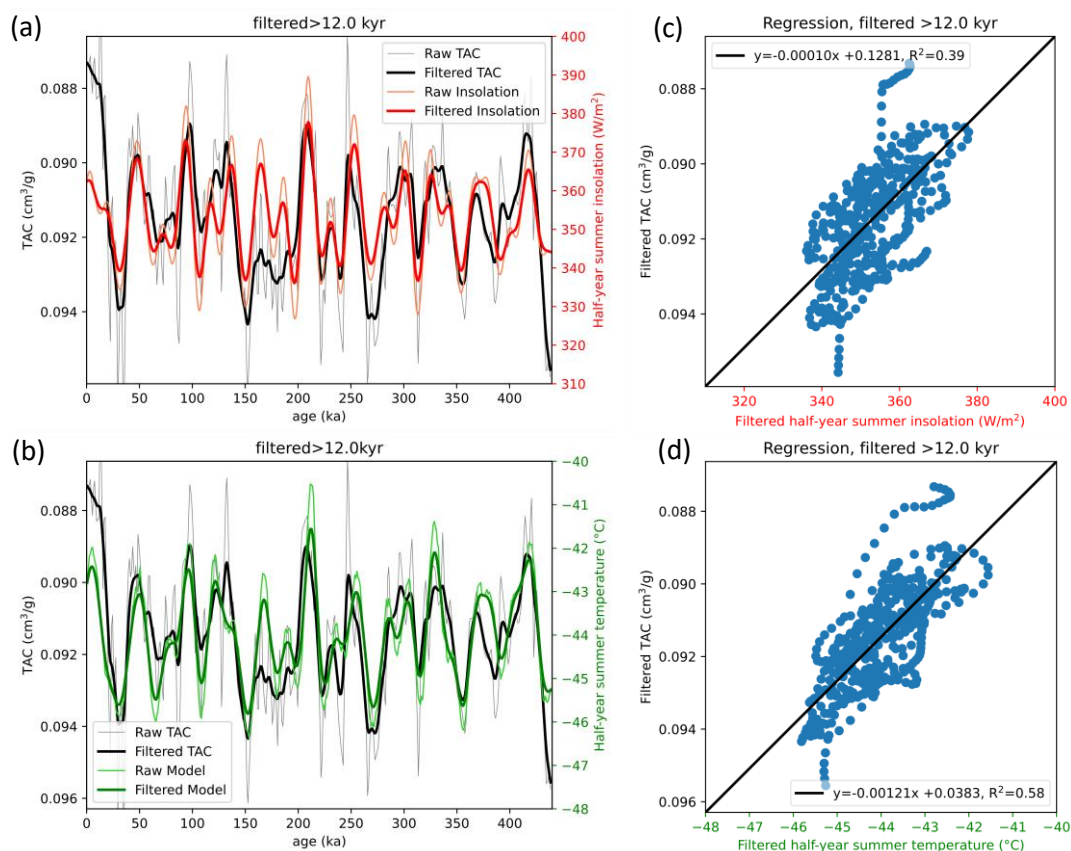 (a)
filtered>12.0 kyr
Raw TAC
Filtered TAC
Raw Insolation
Filtered Insolation
0.088
0.090
0.092
0.094
TAC (cm³/g)
400
390
380
370
360
350
340
330
320
310
Half-year summer insolation (W/m²)
0 50 100 150 200 250 300 350 400
age (ka)
(c)
Regression, filtered >12.0 kyr
y=-0.00010x +0.1281, R²=0.39
0.088
0.090
0.092
0.094
Filtered TAC (cm³/g)
320 340 360 380 400
Filtered half-year summer insolation (W/m²)
(b)
filtered>12.0kyr
0.088
0.090
0.092
0.094
0.096
TAC (cm³/g)
Raw TAC
Filtered TAC
Raw Model
Filtered Model
−40
−41
−42
−43
−44
−45
−46
−47
−48
Half-year summer temperature (°C)
0 50 100 150 200 250 300 350 400
age (ka)
(d)
Regression, filtered >12.0 kyr
0.088
0.090
0.092
0.094
0.096
Filtered TAC (cm³/g)
y=-0.00121x +0.0383, R²=0.58
−48 −47 −46 −45 −44 −43 −42 −41 −40
Filtered half-year summer temperature (°C)